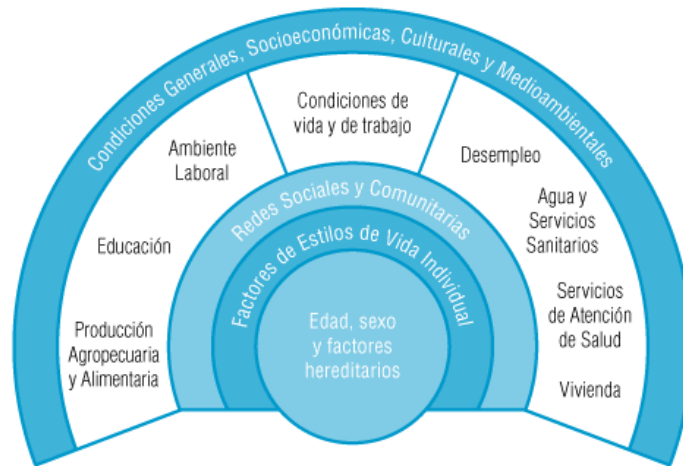 Condiciones Generales, Socioeconómicas, Culturales y Medioambientales
Condiciones de
vida y de trabajo
Ambiente
Laboral
Educación
Producción
Agropecuaria
y Alimentaria
Desempleo
Agua y
Servicios
Sanitarios
Servicios
de Atención
de Salud
Vivienda
Redes Sociales y Comunitarias
Factores de Estilos de Vida Individual
Edad, sexo
y factores
hereditarios